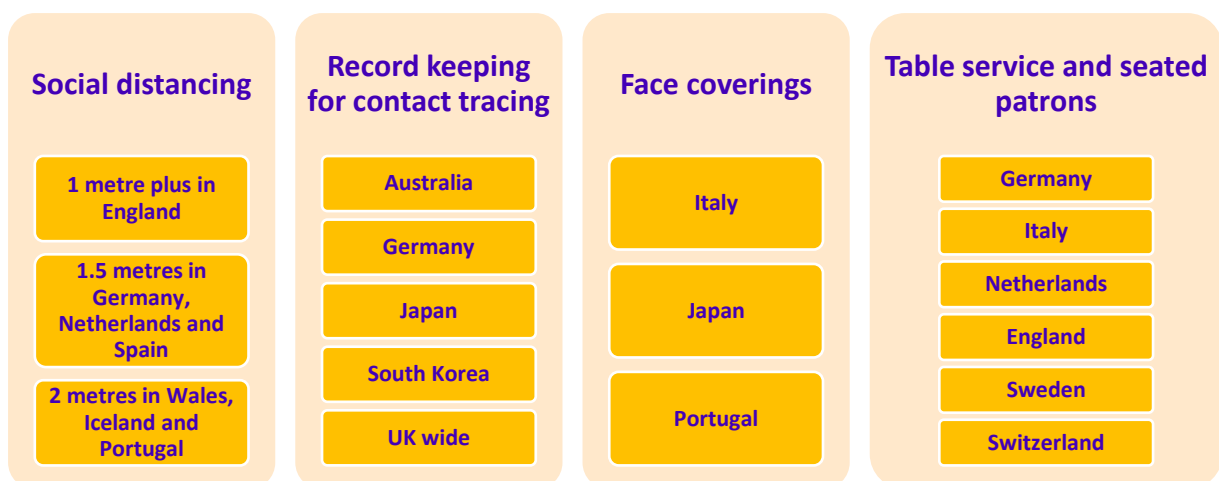 Social distancing
1 metre plus in
England
1.5 metres in
Germany,
Netherlands and
Spain
2 metres in Wales,
Iceland and
Portugal
Record keeping
for contact tracing
Australia
Germany
Japan
South Korea
UK wide
Face coverings
Italy
Japan
Portugal
Table service and seated
patrons
Germany
Italy
Netherlands
England
Sweden
Switzerland